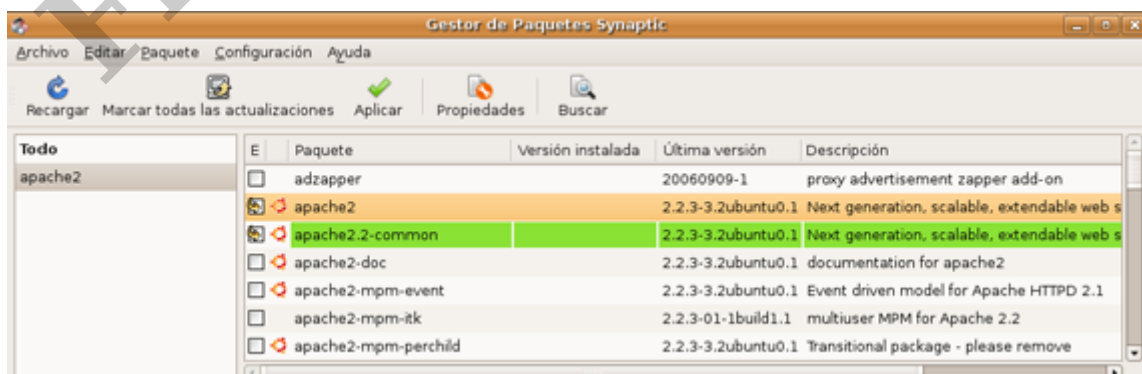 Gestor de Paquetes Synaptic
Archivo Editar Paquete Configuración Ayuda
Recargar Marcar todas las actualizaciones Aplicar Propiedades Buscar
Todo
apache2
E Paquete Versión instalada Última versión Descripción
adzapper 20060909-1 proxy advertisement zapper add-on
apache2 2.2.3-3.2ubuntu0.1 Next generation, scalable, extendable web s
apache2.2-common 2.2.3-3.2ubuntu0.1 Next generation, scalable, extendable web s
apache2-doc 2.2.3-3.2ubuntu0.1 documentation for apache2
apache2-mpm-event 2.2.3-3.2ubuntu0.1 Event driven model for Apache HTTPD 2.1
apache2-mpm-itk 2.2.3-01-1build1.1 multiuser MPM for Apache 2.2
apache2-mpm-perchild 2.2.3-3.2ubuntu0.1 Transitional package - please remove